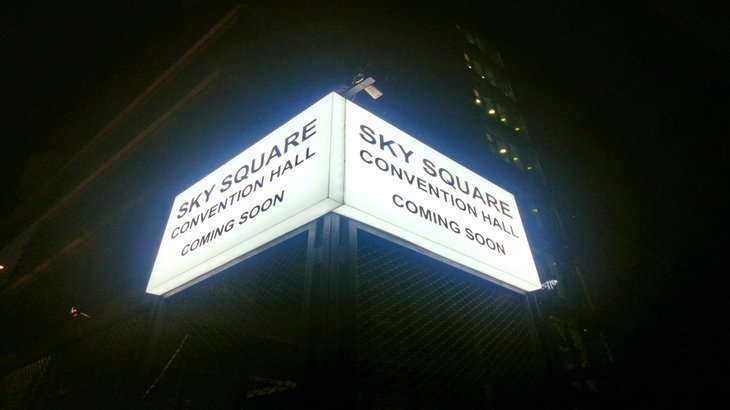 SKY SQUARE
CONVENTION HALL
COMING SOON
SKY SQUARE
CONVENTION HALL
COMING SOON